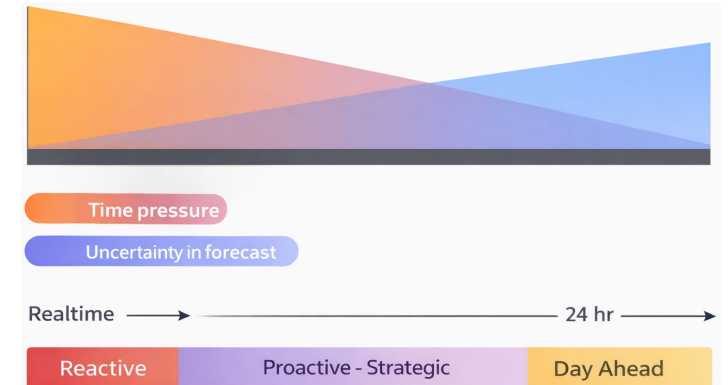 Time pressure
Uncertainty in forecast
Realtime 24 hr
Reactive Proactive - Strategic Day Ahead